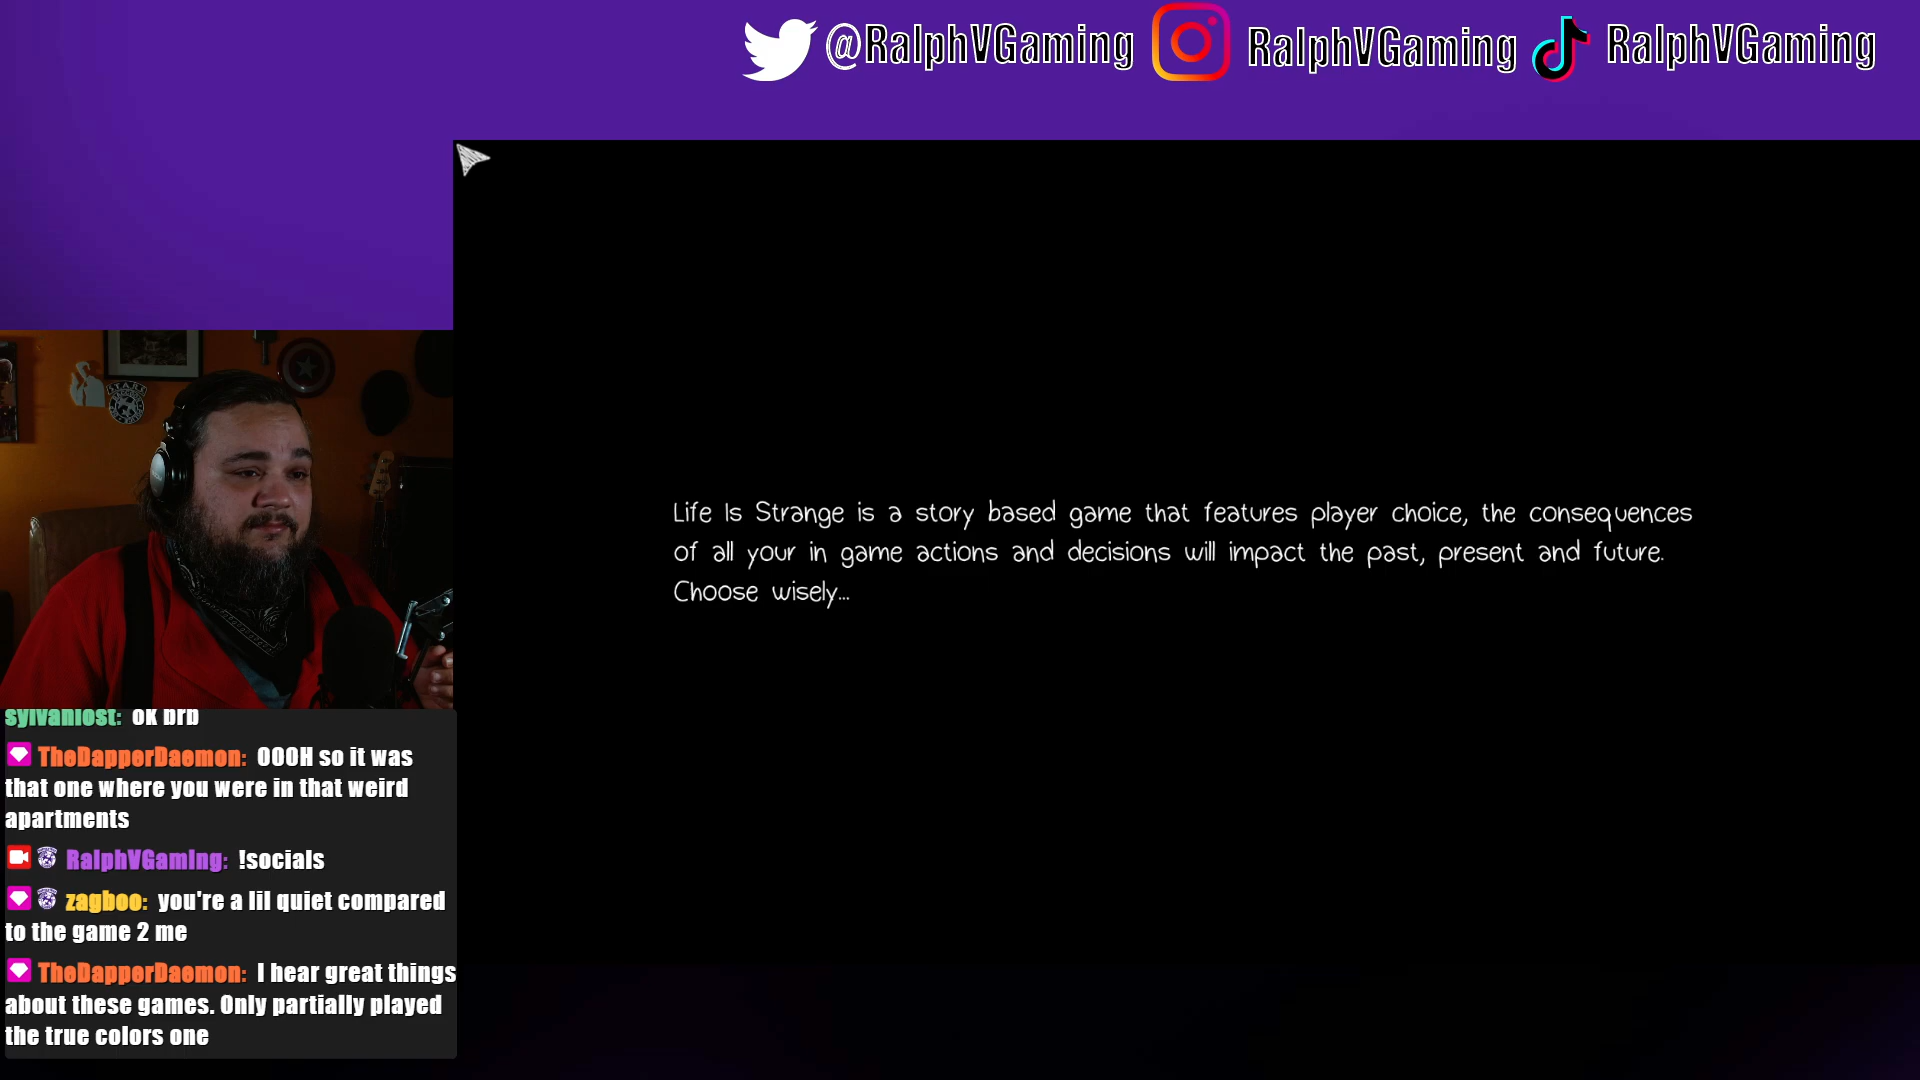 @RalphVGaming RalphVGaming RalphVGaming
Life Is Strange is a story based game that features player choice, the consequences
of all your in game actions and decisions will impact the past, present and future.
Choose wisely...
STARS
sylvanlost: ok brb
TheDapperDaemon: OOOH so it was
that one where you were in that weird
apartments
RalphVGaming: !socials
zagboo: you're a lil quiet compared
to the game 2 me
TheDapperDaemon: I hear great things
about these games. Only partially played
the true colors one